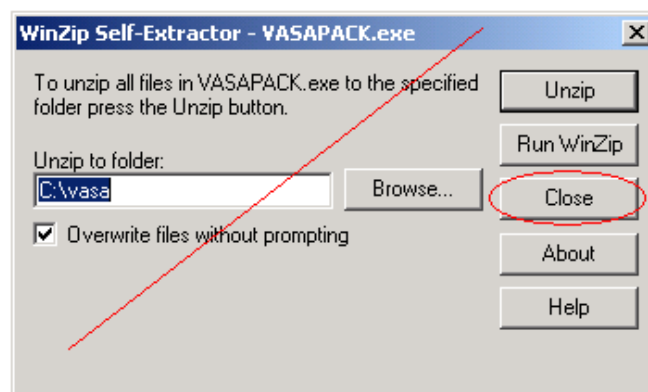 WinZip Self-Extractor - VASAPACK.exe
To unzip all files in VASAPACK.exe to the specified
folder press the Unzip button.
Unzip to folder:
C:\vasa
Browse...
Overwrite files without prompting
Unzip
Run WinZip
Close
About
Help